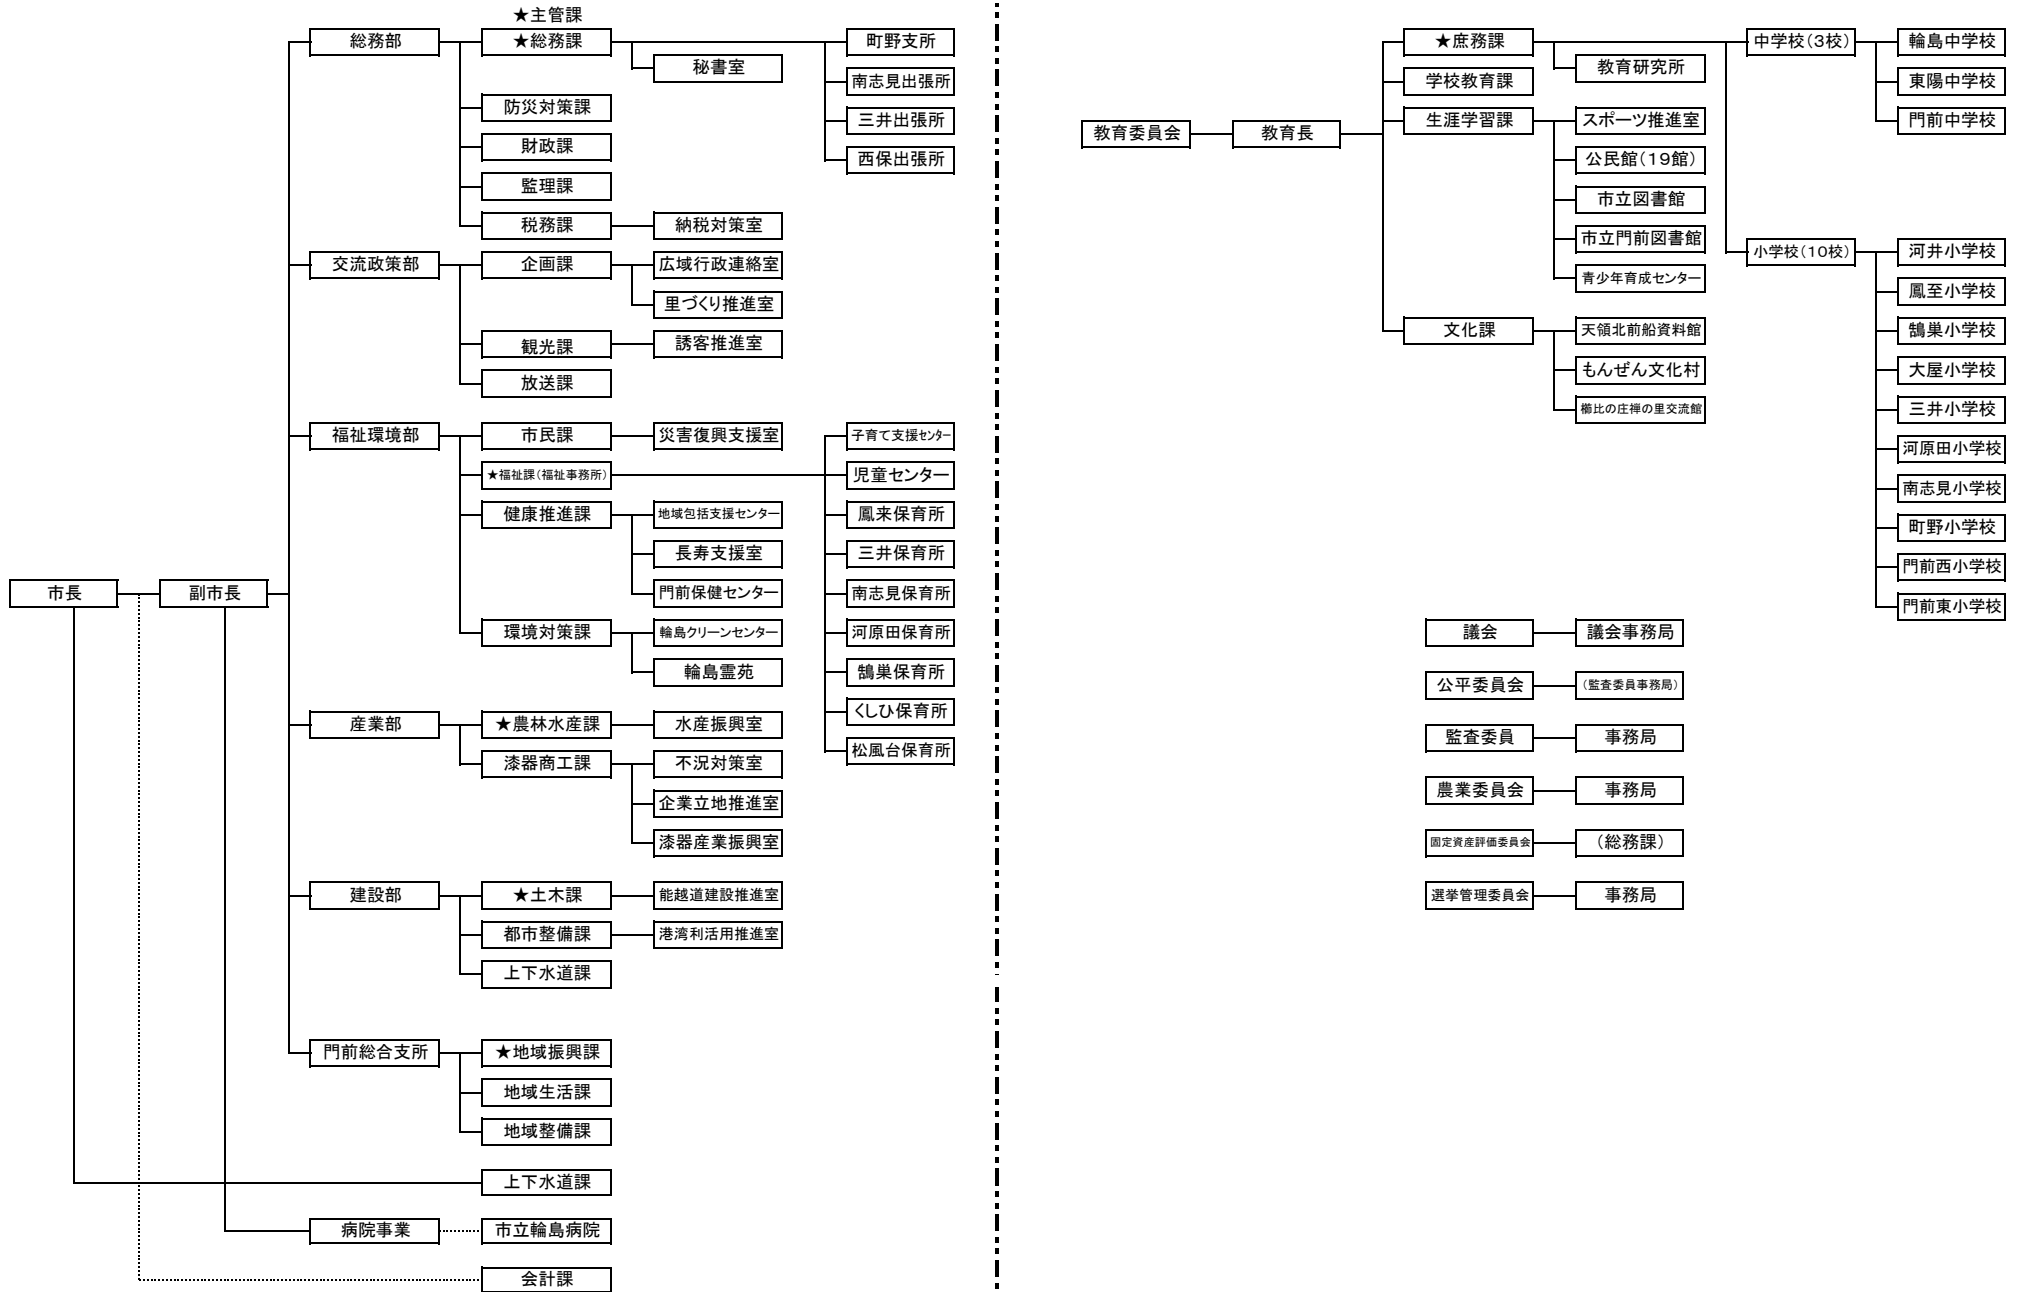 ★主管課
総務部
★総務課
町野支所
秘書室
南志見出張所
防災対策課
三井出張所
財政課
西保出張所
監理課
税務課
納税対策室
交流政策部
企画課
広域行政連絡室
里づくり推進室
観光課
誘客推進室
放送課
福祉環境部
市民課
災害復興支援室
子育て支援センター
★福祉課(福祉事務所)
児童センター
健康推進課
地域包括支援センター
鳳来保育所
長寿支援室
三井保育所
市長
副市長
門前保健センター
南志見保育所
環境対策課
輪島クリーンセンター
河原田保育所
輪島霊苑
鵠巣保育所
くしひ保育所
産業部
★農林水産課
水産振興室
松風台保育所
漆器商工課
不況対策室
企業立地推進室
漆器産業振興室
建設部
★土木課
能越道建設推進室
都市整備課
港湾利活用推進室
上下水道課
門前総合支所
★地域振興課
地域生活課
地域整備課
上下水道課
病院事業
市立輪島病院
会計課
教育委員会
教育長
★庶務課
教育研究所
学校教育課
生涯学習課
スポーツ推進室
公民館(19館)
市立図書館
市立門前図書館
青少年育成センター
文化課
天領北前船資料館
もんぜん文化村
櫛比の庄禅の里交流館
中学校(3校)
輪島中学校
東陽中学校
門前中学校
小学校(10校)
河井小学校
鳳至小学校
鵠巣小学校
大屋小学校
三井小学校
河原田小学校
南志見小学校
町野小学校
門前西小学校
門前東小学校
議会
議会事務局
公平委員会
(監査委員事務局)
監査委員
事務局
農業委員会
事務局
固定資産評価委員会
(総務課)
選挙管理委員会
事務局